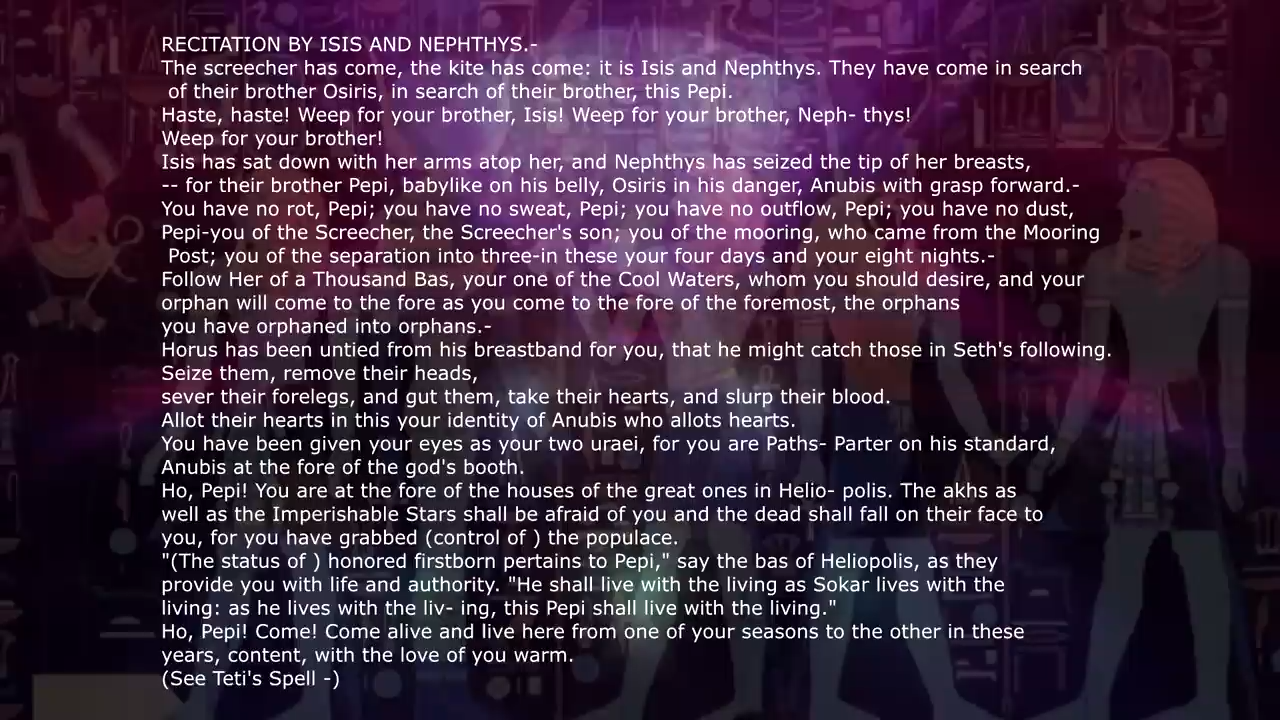 RECITATION BY ISIS AND NEPHTHYS.-
The screecher has come, the kite has come: it is Isis and Nephthys. They have come in search
of their brother Osiris, in search of their brother, this Pepi.
Haste, haste! Weep for your brother, Isis! Weep for your brother, Neph- thys!
Weep for your brother!
Isis has sat down with her arms atop her, and Nephthys has seized the tip of her breasts,
-- for their brother Pepi, babylike on his belly, Osiris in his danger, Anubis with grasp forward.-
You have no rot, Pepi; you have no sweat, Pepi; you have no outflow, Pepi; you have no dust,
Pepi-you of the Screecher, the Screecher's son; you of the mooring, who came from the Mooring
Post; you of the separation into three-in these your four days and your eight nights.-
Follow Her of a Thousand Bas, your one of the Cool Waters, whom you should desire, and your
orphan will come to the fore as you come to the fore of the foremost, the orphans
you have orphaned into orphans.-
Horus has been untied from his breastband for you, that he might catch those in Seth's following.
Seize them, remove their heads,
sever their forelegs, and gut them, take their hearts, and slurp their blood.
Allot their hearts in this your identity of Anubis who allots hearts.
You have been given your eyes as your two uraei, for you are Paths- Parter on his standard,
Anubis at the fore of the god's booth.
Ho, Pepi! You are at the fore of the houses of the great ones in Helio- polis. The akhs as
well as the Imperishable Stars shall be afraid of you and the dead shall fall on their face to
you, for you have grabbed (control of ) the populace.
"(The status of ) honored firstborn pertains to Pepi," say the bas of Heliopolis, as they
provide you with life and authority. "He shall live with the living as Sokar lives with the
living: as he lives with the liv- ing, this Pepi shall live with the living."
Ho, Pepi! Come! Come alive and live here from one of your seasons to the other in these
years, content, with the love of you warm.
(See Teti's Spell -)